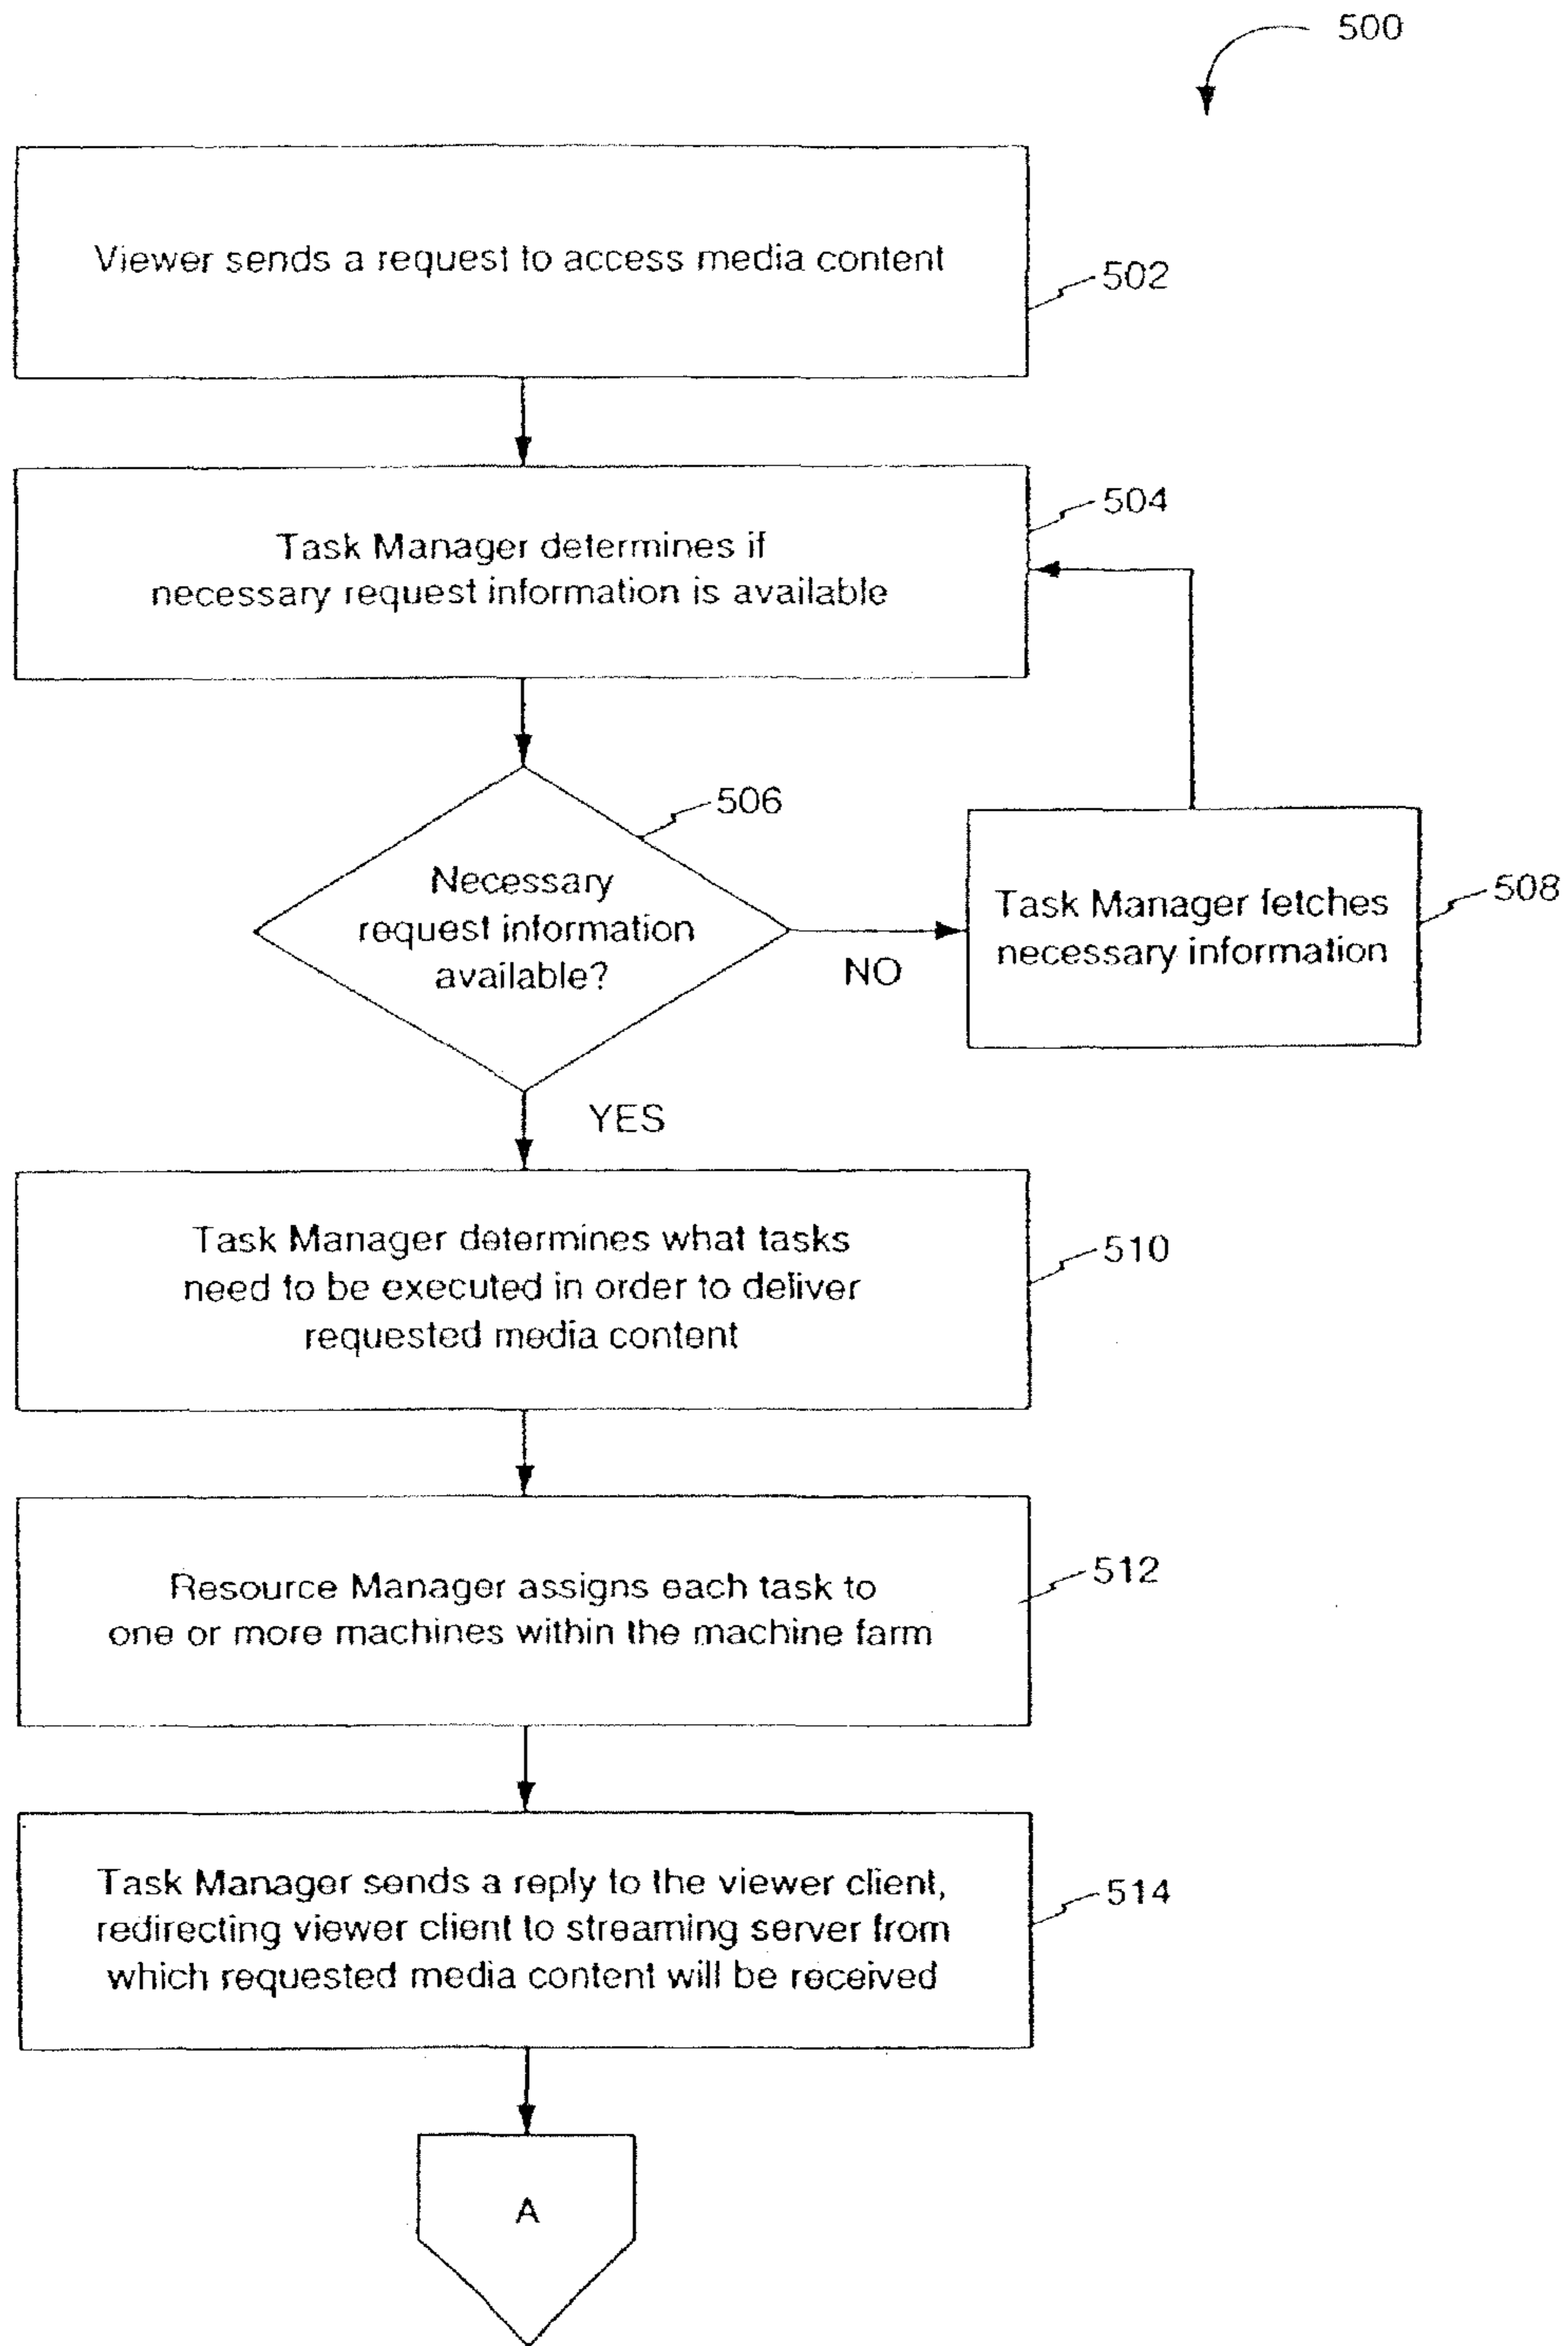 500
Viewer sends a request to access media content
502
504
Task Manager determines if
necessary request information is available
506
Necessary
request information
available?
NO
Task Manager fetches
necessary information
508
YES
Task Manager determines what tasks
need to be executed in order to deliver
requested media content
510
Resource Manager assigns each task to
one or more machines within the machine farm
512
Task Manager sends a reply to the viewer client,
redirecting viewer client to streaming server from
which requested media content will be received
514
A